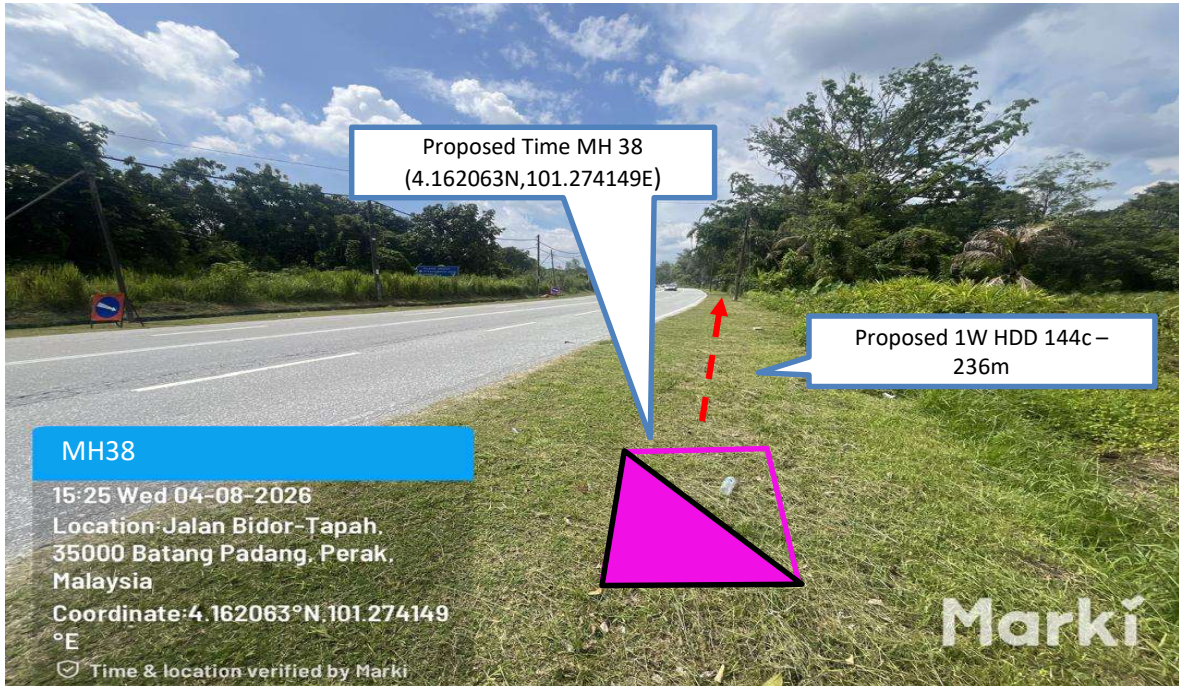 Proposed Time MH 38
(4.162063N,101.274149E)
Proposed 1W HDD 144c –
236m
MH38
15:25 Wed 04-08-2026
Location:Jalan Bidor-Tapah,
35000 Batang Padang, Perak,
Malaysia
Coordinate:4.162063°N,101.274149
°E
Time & location verified by Marki
Marki